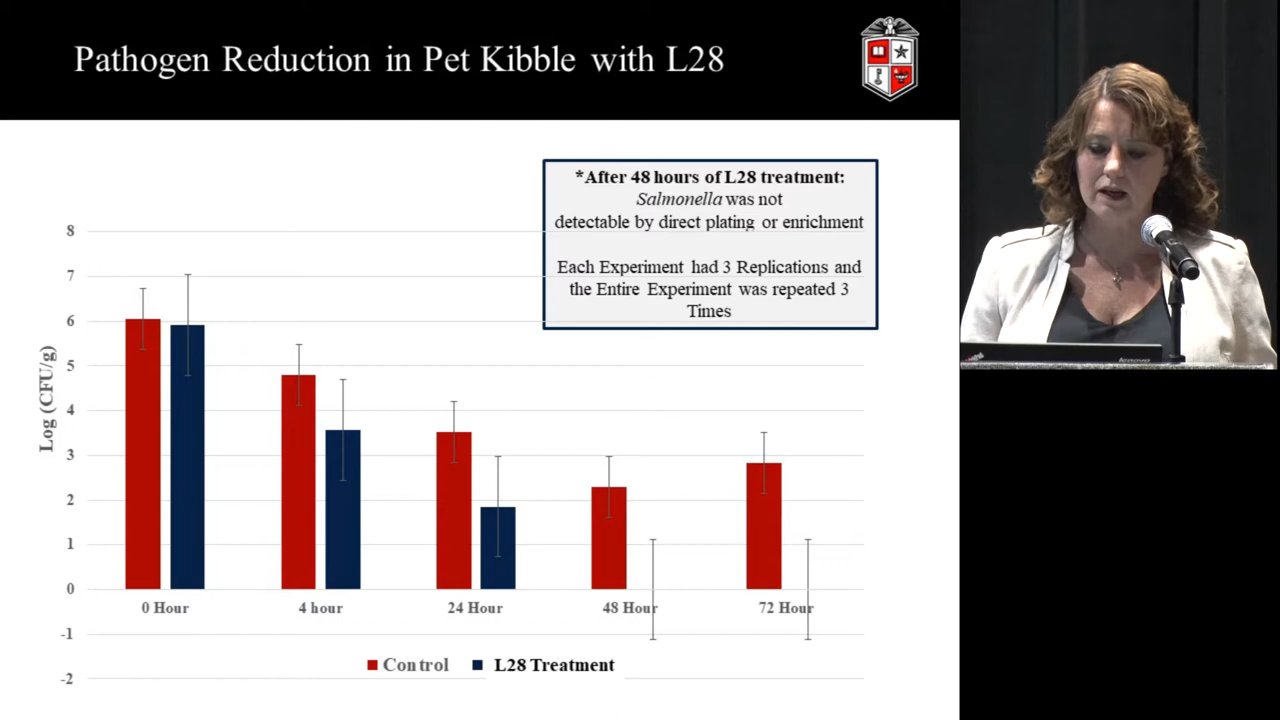 Pathogen Reduction in Pet Kibble with L28
*After 48 hours of L28 treatment:
Salmonella was not
detectable by direct plating or enrichment
Each Experiment had 3 Replications and
the Entire Experiment was repeated 3
Times
Log (CFU/g)
8
7
6
5
4
3
2
1
0
-1
-2
0 Hour
4 hour
24 Hour
48 Hour
72 Hour
Control
L28 Treatment
lenovo